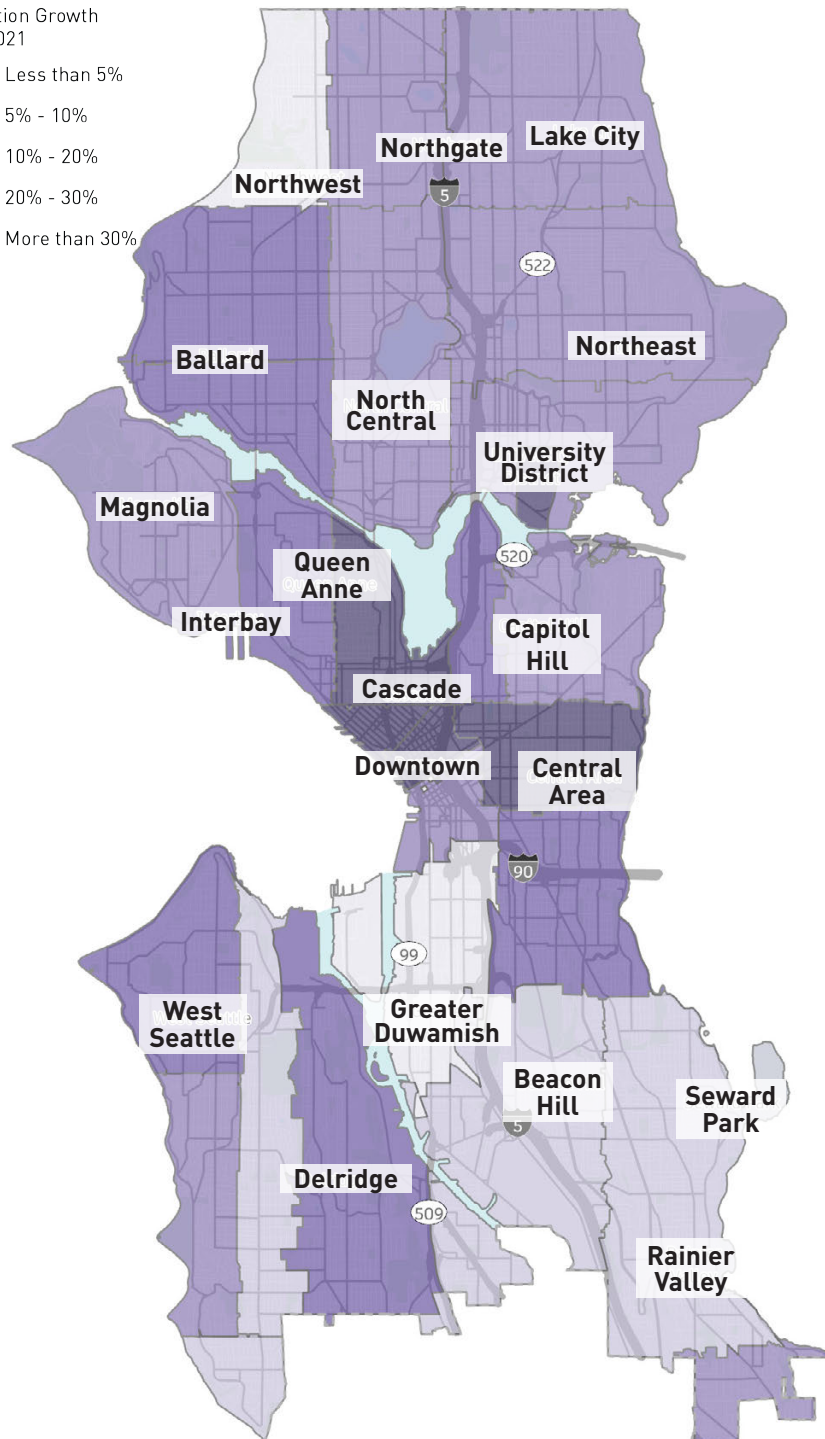 tion Growth
021
Less than 5%
5% - 10%
10% - 20%
20% - 30%
More than 30%
Northgate
Lake City
Northwest
5
522
Ballard
Northeast
North
Central
University
District
Magnolia
520
Queen
Anne
Interbay
Capitol
Hill
Cascade
Downtown
Central
Area
90
99
West
Seattle
Greater
Duwamish
Beacon
Hill
5
Seward
Park
Delridge
509
Rainier
Valley